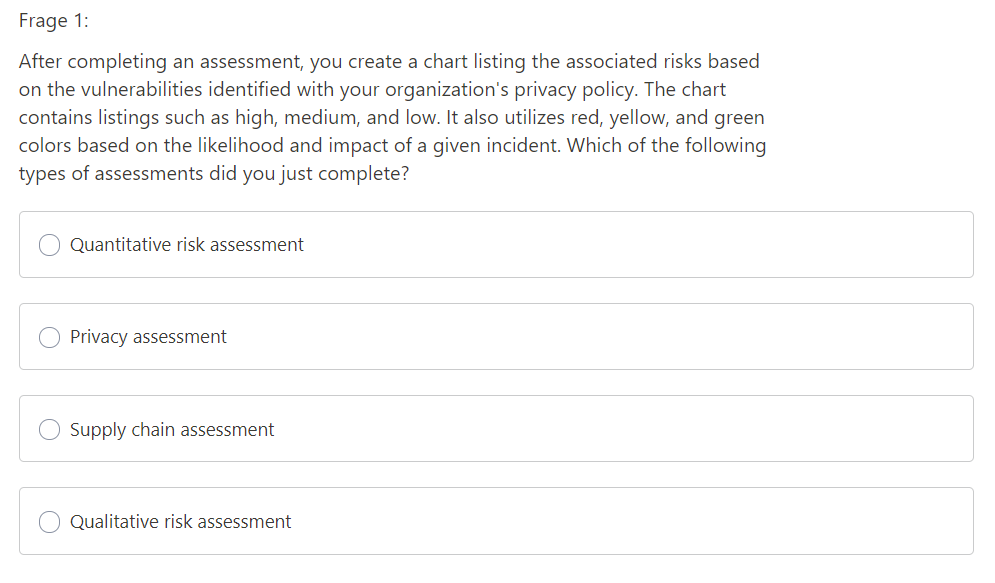 Frage 1:
After completing an assessment, you create a chart listing the associated risks based
on the vulnerabilities identified with your organization's privacy policy. The chart
contains listings such as high, medium, and low. It also utilizes red, yellow, and green
colors based on the likelihood and impact of a given incident. Which of the following
types of assessments did you just complete?
Quantitative risk assessment
Privacy assessment
Supply chain assessment
Qualitative risk assessment